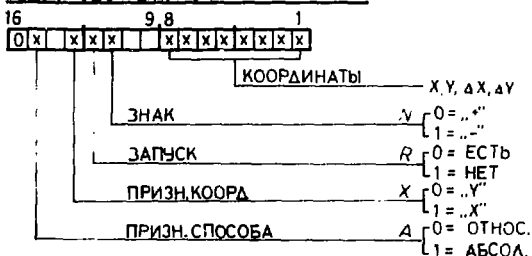 16 9 8 1
0 x x x x x x x x x x x x
КООРДИНАТЫ X, Y, ΔX, ΔY
ЗНАК N 0 = „+"
1 = „-"
ЗАПУСК R 0 = ЕСТЬ
1 = НЕТ
ПРИЗН. КООРД X 0 = „Y"
1 = „X"
ПРИЗН. СПОСОБА A 0 = ОТНОС.
1 = АБСОЛ.